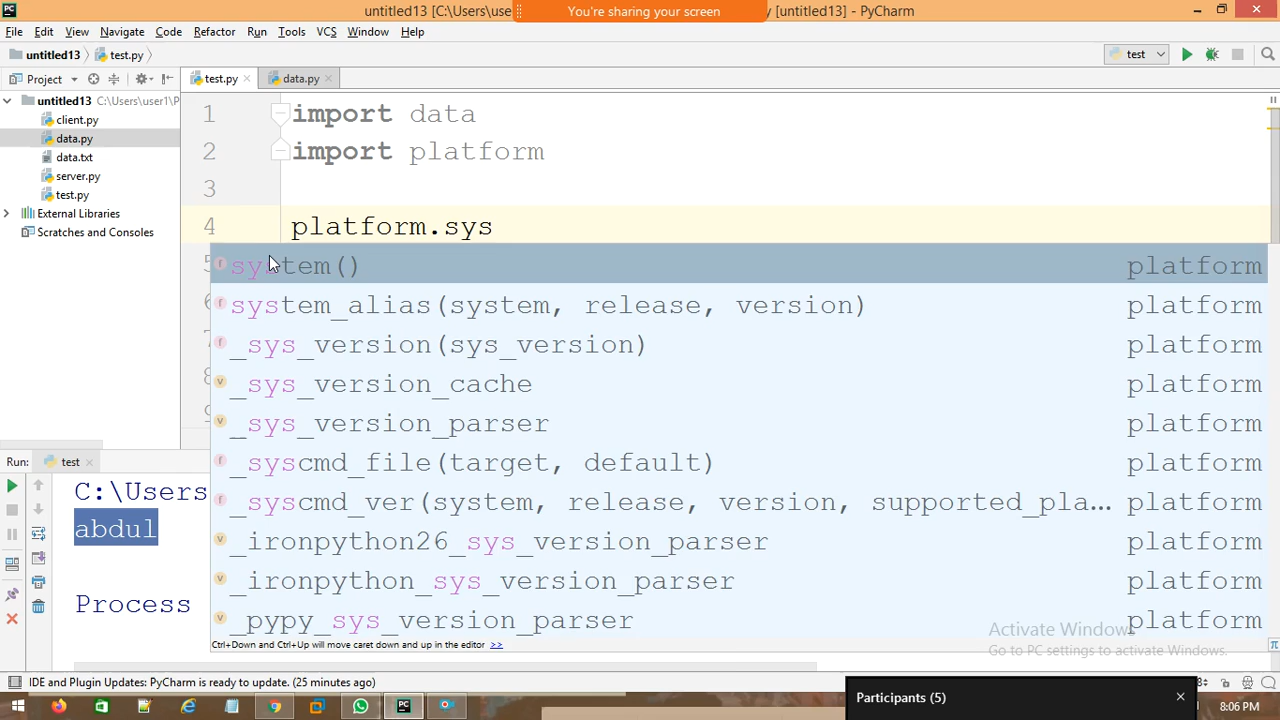 untitled13 [C:\Users\use
You're sharing your screen
y [untitled13] - PyCharm
File Edit View Navigate Code Refactor Run Tools VCS Window Help
untitled13 test.py
test
Project
test.py
data.py
untitled13 C:\Users\user1\P
client.py
data.py
data.txt
server.py
test.py
External Libraries
Scratches and Consoles
1 import data
2 import platform
3
4 platform.sys
system() platform
system_alias(system, release, version) platform
_sys_version(sys_version) platform
_sys_version_cache platform
_sys_version_parser platform
_syscmd_file(target, default) platform
_syscmd_ver(system, release, version, supported_pla... platform
_ironpython26_sys_version_parser platform
_ironpython_sys_version_parser platform
_pypy_sys_version_parser platform
Ctrl+Down and Ctrl+Up will move caret down and up in the editor >>
Run: test
C:\Users
abdul
Process
Activate Windows
Go to PC settings to activate Windows.
IDE and Plugin Updates: PyCharm is ready to update. (25 minutes ago)
Participants (5)
8:06 PM